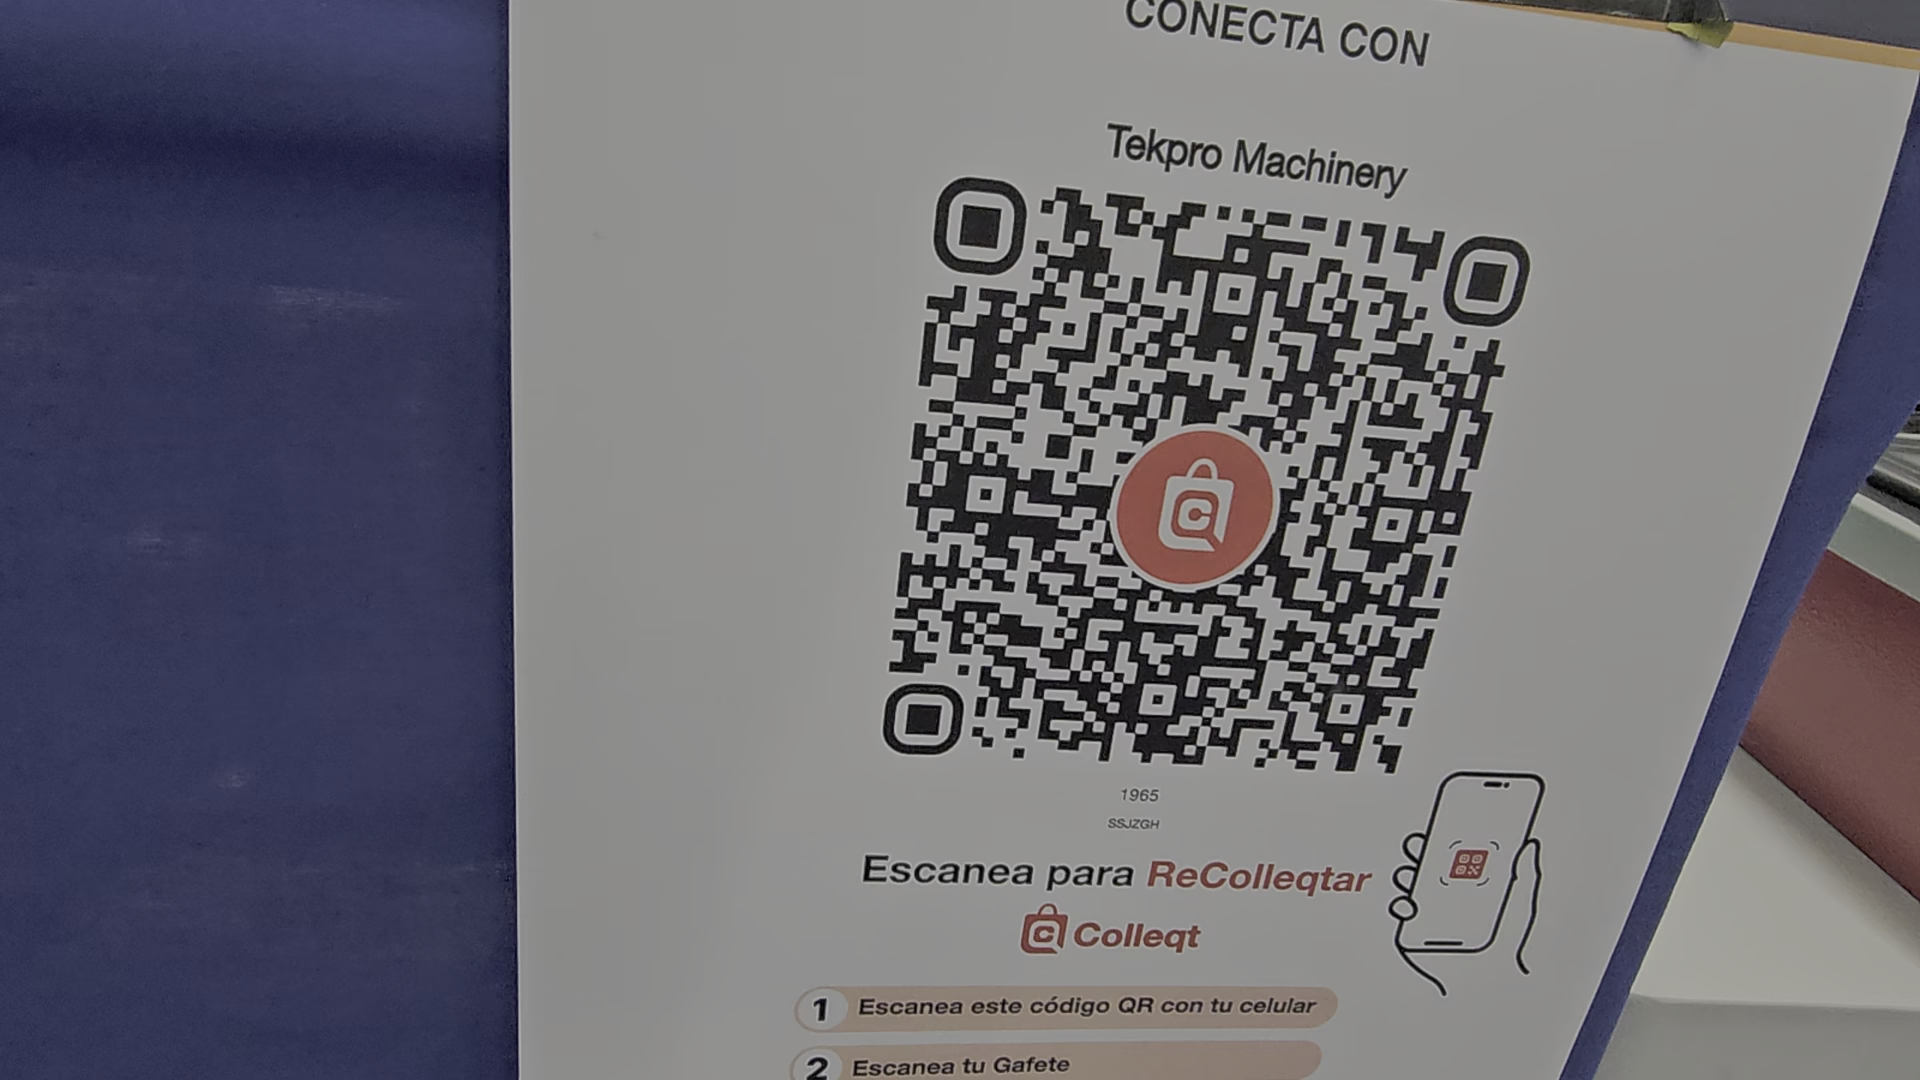 CONECTA CON
Tekpro Machinery
1965
SSJZGH
Escanea para ReColleqtar
Colleqt
1 Escanea este código QR con tu celular
2 Escanea tu Gafete